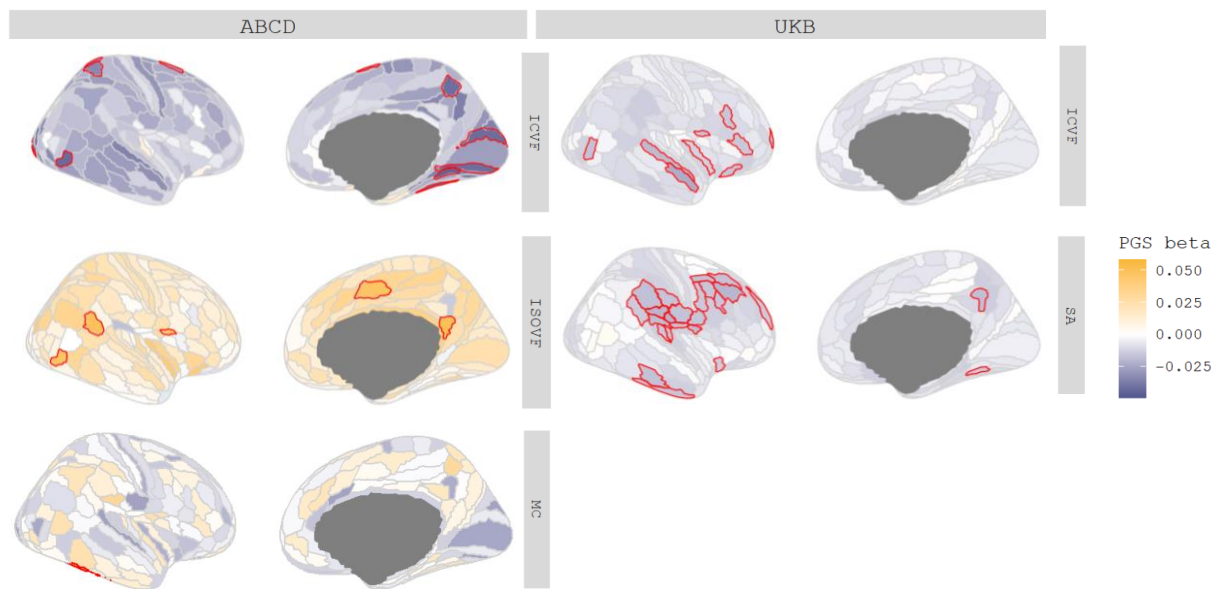 ABCD
UKB
ICVF
ICVF
ISOVF
SA
MC
PGS beta
0.050
0.025
0.000
-0.025